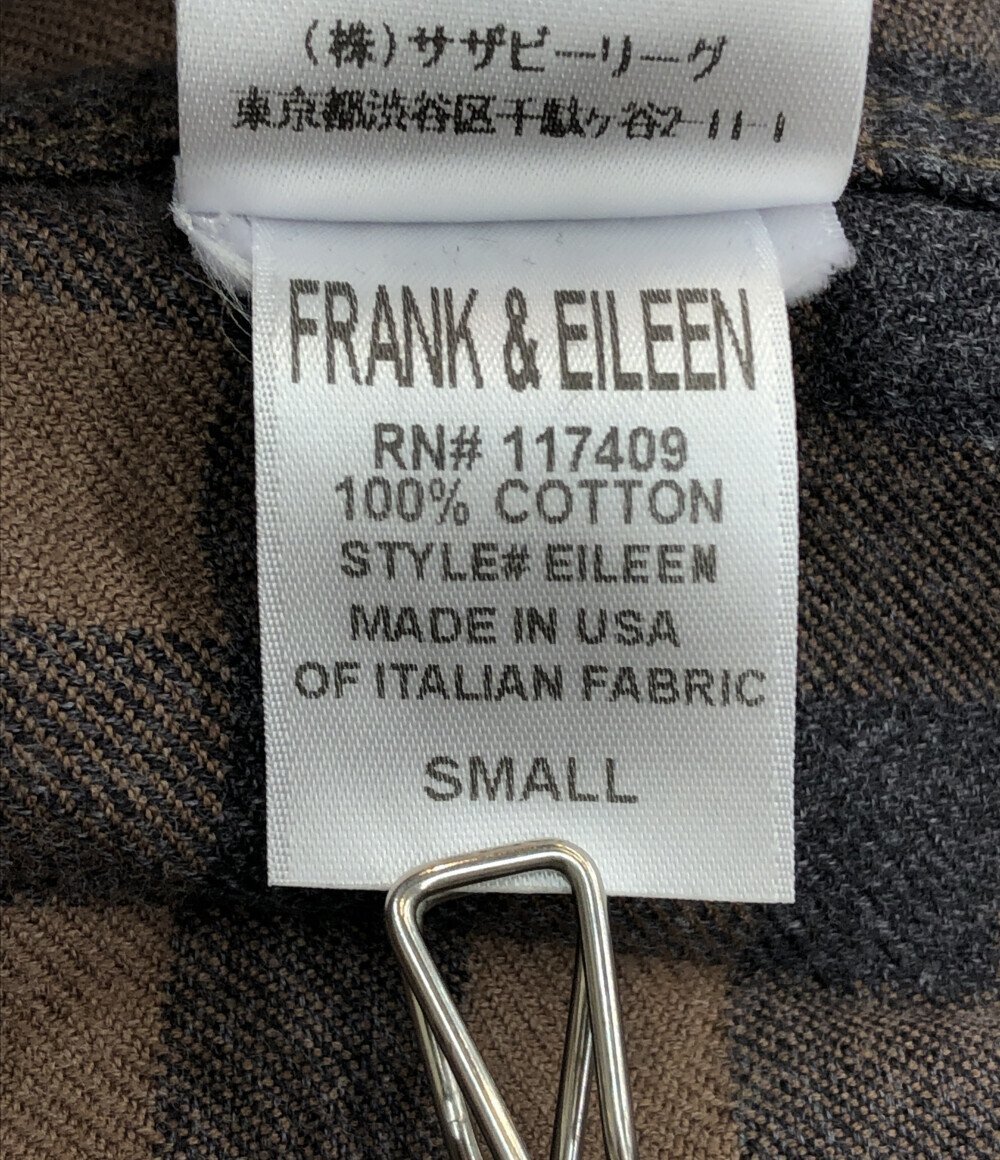 (株)サザビーリーグ
東京都渋谷区千駄ヶ谷2-11-1
FRANK & EILEEN
RN# 117409
100% COTTON
STYLE# EILEEN
MADE IN USA
OF ITALIAN FABRIC
SMALL